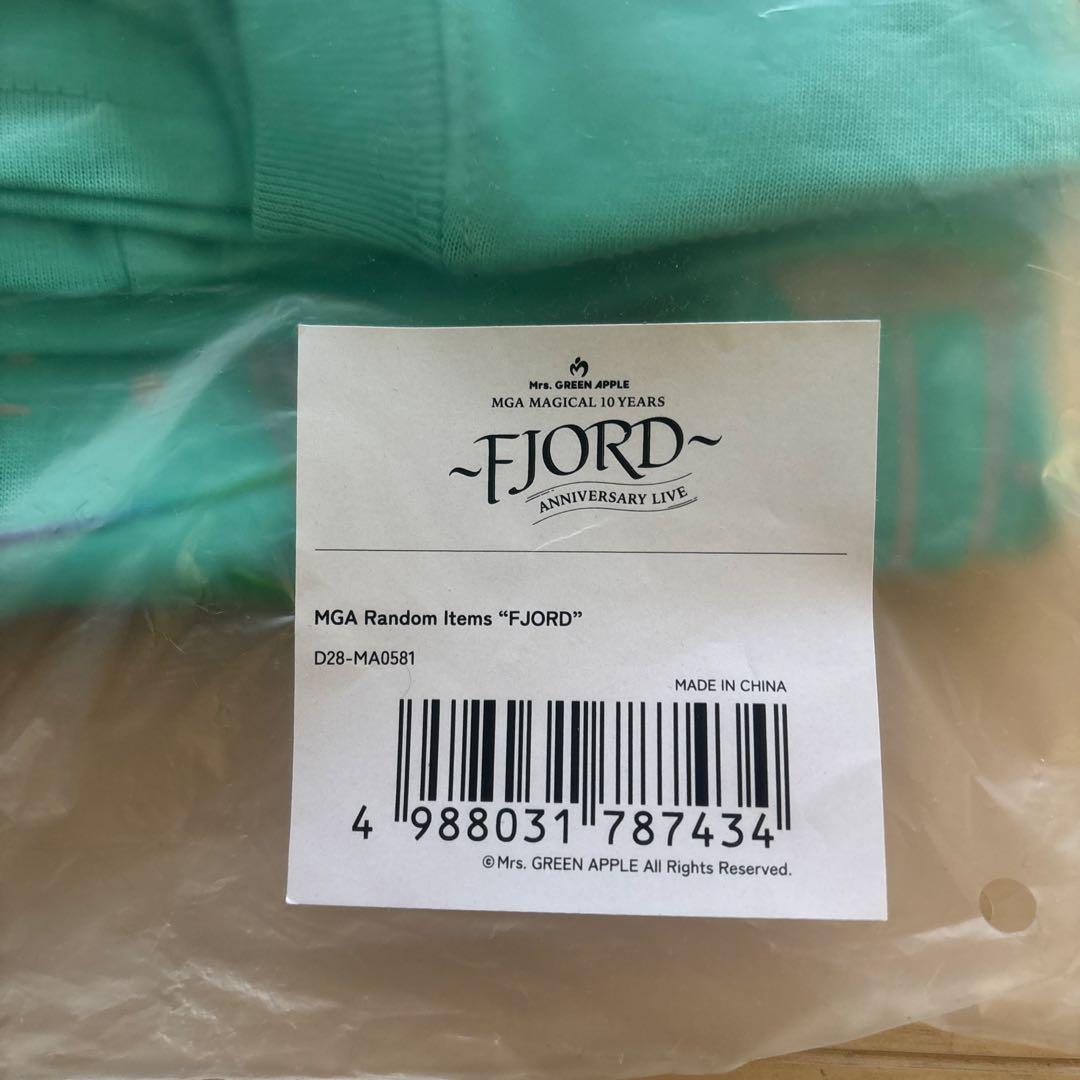 Mrs. GREEN APPLE
MGA MAGICAL 10 YEARS
~FJORD~
ANNIVERSARY LIVE
MGA Random Items “FJORD”
D28-MA0581
MADE IN CHINA
4 988031 787434
©Mrs. GREEN APPLE All Rights Reserved.